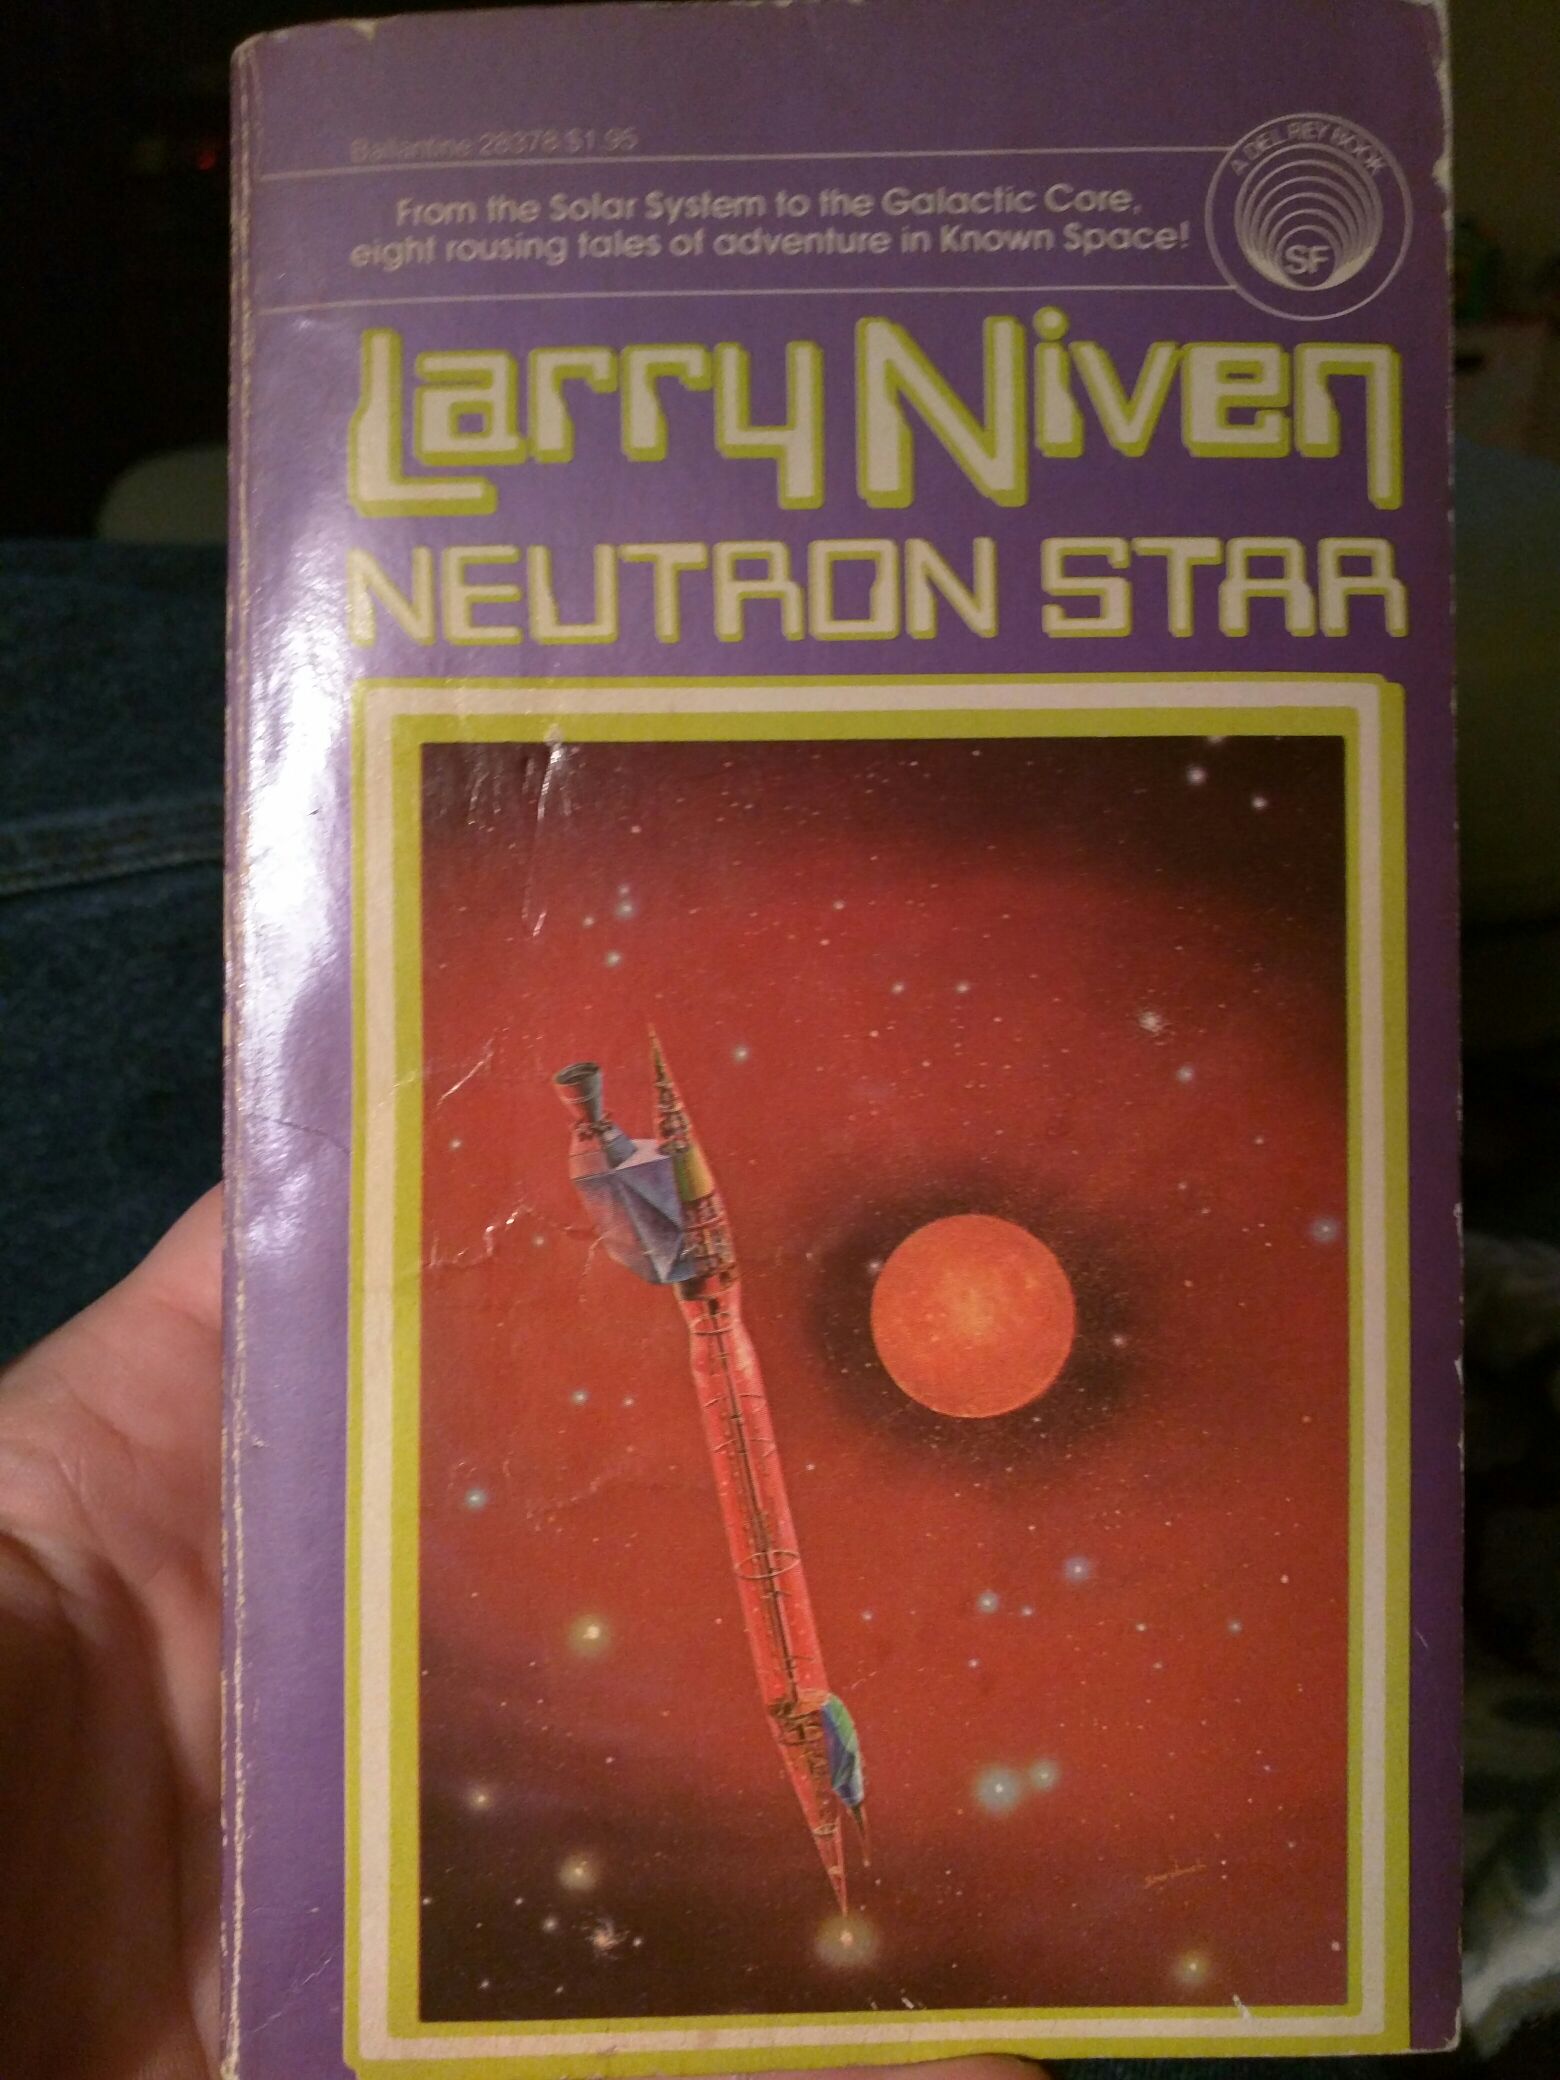 Ballantine 28378 $1.95
From the Solar System to the Galactic Core,
eight rousing tales of adventure in Known Space!
A DEL REY BOOK
SF
Larry Niven
NEUTRON STAR